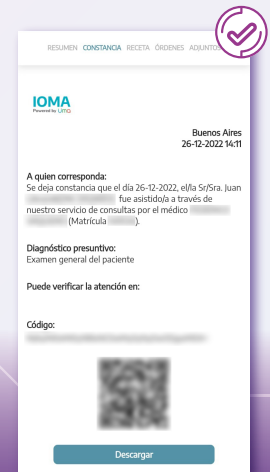 RESUMEN CONSTANCIA RECETA ÓRDENES ADJUNTOS
IOMA
Powered by umo
Buenos Aires
26-12-2022 14:11
A quien corresponda:
Se deja constancia que el día 26-12-2022, el/la Sr/Sra. Juan
fue asistido/a a través de
nuestro servicio de consultas por el médico
(Matrícula ).
Diagnóstico presuntivo:
Examen general del paciente
Puede verificar la atención en:
Código:
Descargar